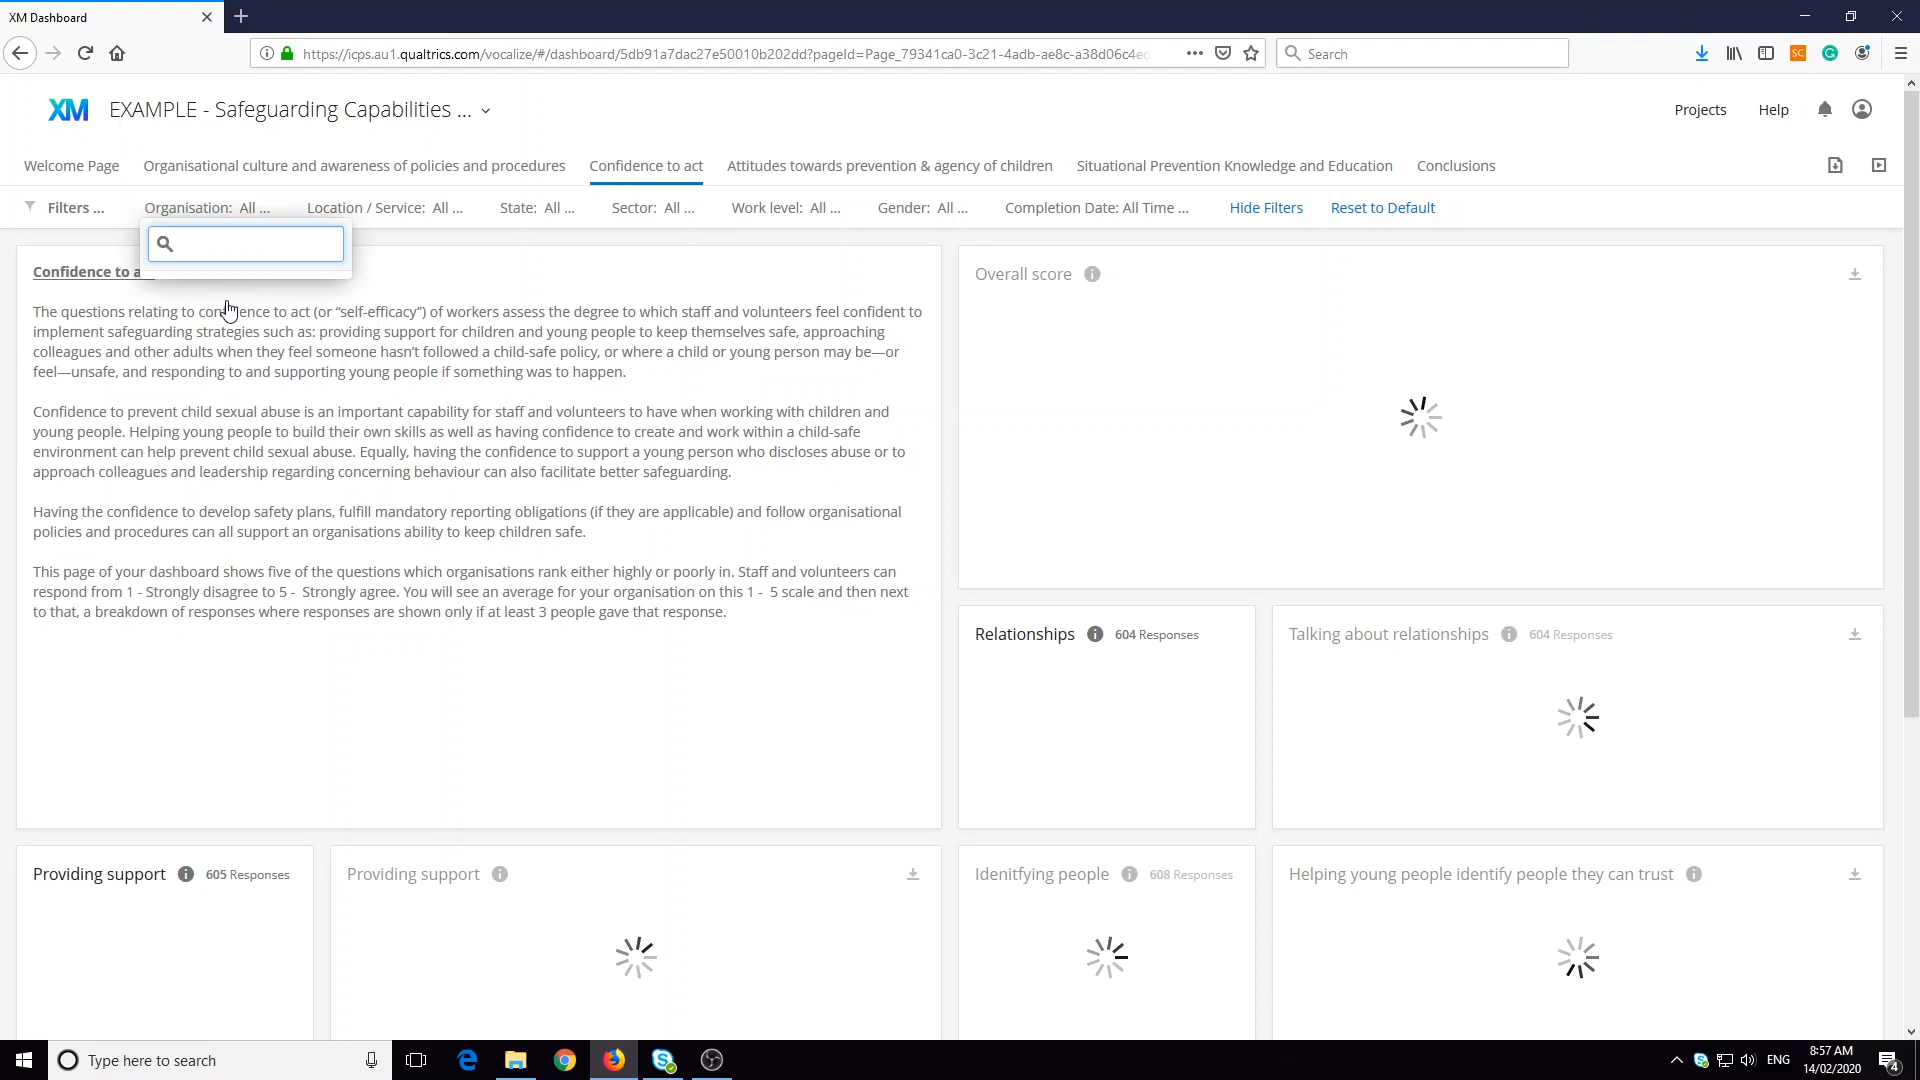 XM Dashboard
https://icps.au1.qualtrics.com/vocalize/#/dashboard/5db91a7dac27e50010b202dd?pageId=Page_79341ca0-3c21-4adb-ae8c-a38d06c4ec
Search
XM EXAMPLE - Safeguarding Capabilities ...
Projects Help
Welcome Page Organisational culture and awareness of policies and procedures Confidence to act Attitudes towards prevention & agency of children Situational Prevention Knowledge and Education Conclusions
Filters ... Organisation: All ... Location / Service: All ... State: All ... Sector: All ... Work level: All ... Gender: All ... Completion Date: All Time ... Hide Filters Reset to Default
Confidence to a
The questions relating to confidence to act (or “self-efficacy”) of workers assess the degree to which staff and volunteers feel confident to
implement safeguarding strategies such as: providing support for children and young people to keep themselves safe, approaching
colleagues and other adults when they feel someone hasn’t followed a child-safe policy, or where a child or young person may be—or
feel—unsafe, and responding to and supporting young people if something was to happen.
Confidence to prevent child sexual abuse is an important capability for staff and volunteers to have when working with children and
young people. Helping young people to build their own skills as well as having confidence to create and work within a child-safe
environment can help prevent child sexual abuse. Equally, having the confidence to support a young person who discloses abuse or to
approach colleagues and leadership regarding concerning behaviour can also facilitate better safeguarding.
Having the confidence to develop safety plans, fulfill mandatory reporting obligations (if they are applicable) and follow organisational
policies and procedures can all support an organisations ability to keep children safe.
This page of your dashboard shows five of the questions which organisations rank either highly or poorly in. Staff and volunteers can
respond from 1 - Strongly disagree to 5 - Strongly agree. You will see an average for your organisation on this 1 - 5 scale and then next
to that, a breakdown of responses where responses are shown only if at least 3 people gave that response.
Overall score
Relationships 604 Responses
Talking about relationships 604 Responses
Providing support 605 Responses
Providing support
Idenitfying people 608 Responses
Helping young people identify people they can trust
Type here to search
SC
ENG
8:57 AM
14/02/2020
4